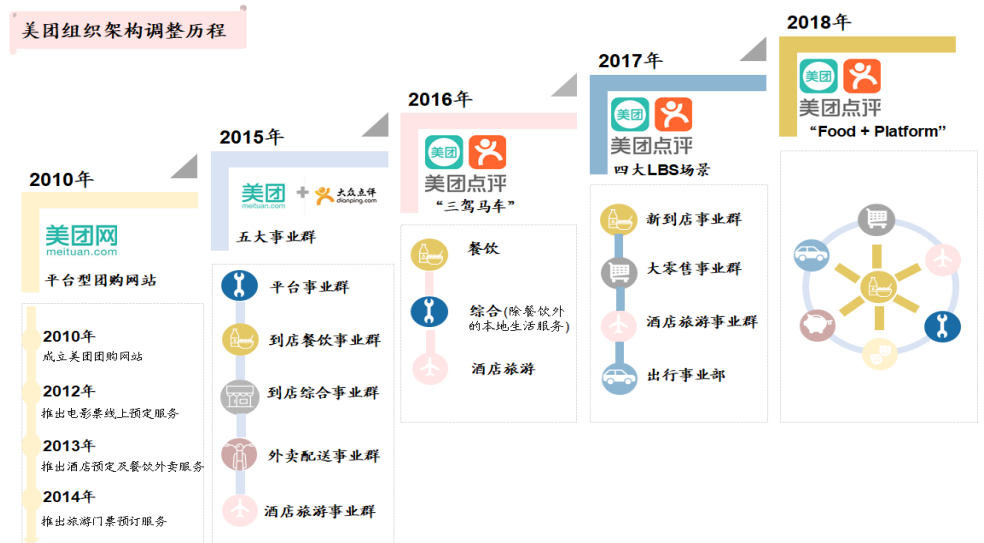 美团组织架构调整历程
2010年
美团网
meituan.com
平台型团购网站
2010年
成立美团团购网站
2012年
推出电影票线上预定服务
2013年
推出酒店预定及餐饮外卖服务
2014年
推出旅游门票预订服务
2015年
美团
meituan.com
+
大众点评
dianping.com
五大事业群
平台事业群
到店餐饮事业群
到店综合事业群
外卖配送事业群
酒店旅游事业群
2016年
美团
美团点评
“三驾马车”
餐饮
综合(除餐饮外
的本地生活服务)
酒店旅游
2017年
美团
美团点评
四大LBS场景
新到店事业群
大零售事业群
酒店旅游事业群
出行事业部
2018年
美团
美团点评
“Food + Platform”